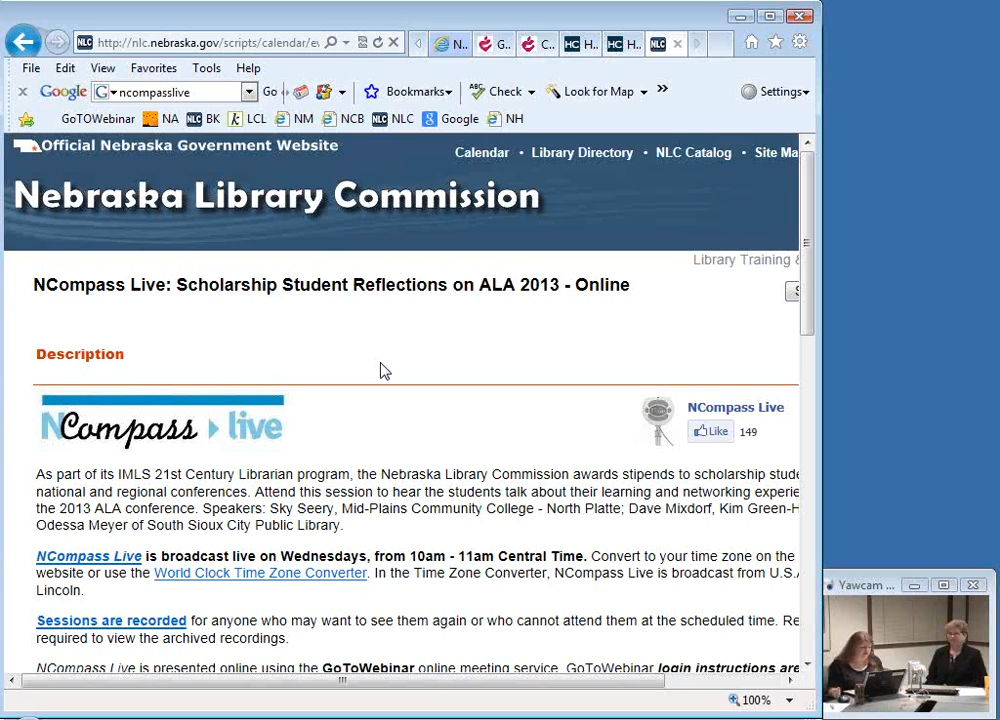 NLC http://nlc.nebraska.gov/scripts/calendar/ev
N..
G..
C..
HC H..
HC H..
NLC
File Edit View Favorites Tools Help
x Google G ncompasslive Go Bookmarks ABC Check Look for Map » Settings
GoTOWebinar NA NLC BK k LCL NM NCB NLC NLC g Google NH
Official Nebraska Government Website
Calendar • Library Directory • NLC Catalog • Site Ma
Nebraska Library Commission
Library Training &
NCompass Live: Scholarship Student Reflections on ALA 2013 - Online
S
Description
NCompass live
NCompass Live
Like 149
As part of its IMLS 21st Century Librarian program, the Nebraska Library Commission awards stipends to scholarship stude
national and regional conferences. Attend this session to hear the students talk about their learning and networking experie
the 2013 ALA conference. Speakers: Sky Seery, Mid-Plains Community College - North Platte; Dave Mixdorf, Kim Green-H
Odessa Meyer of South Sioux City Public Library.
NCompass Live is broadcast live on Wednesdays, from 10am - 11am Central Time. Convert to your time zone on the
website or use the World Clock Time Zone Converter. In the Time Zone Converter, NCompass Live is broadcast from U.S.A
Lincoln.
Sessions are recorded for anyone who may want to see them again or who cannot attend them at the scheduled time. Re
required to view the archived recordings.
NCompass Live is presented online using the GoToWebinar online meeting service. GoToWebinar login instructions are
100%
Yawcam ...